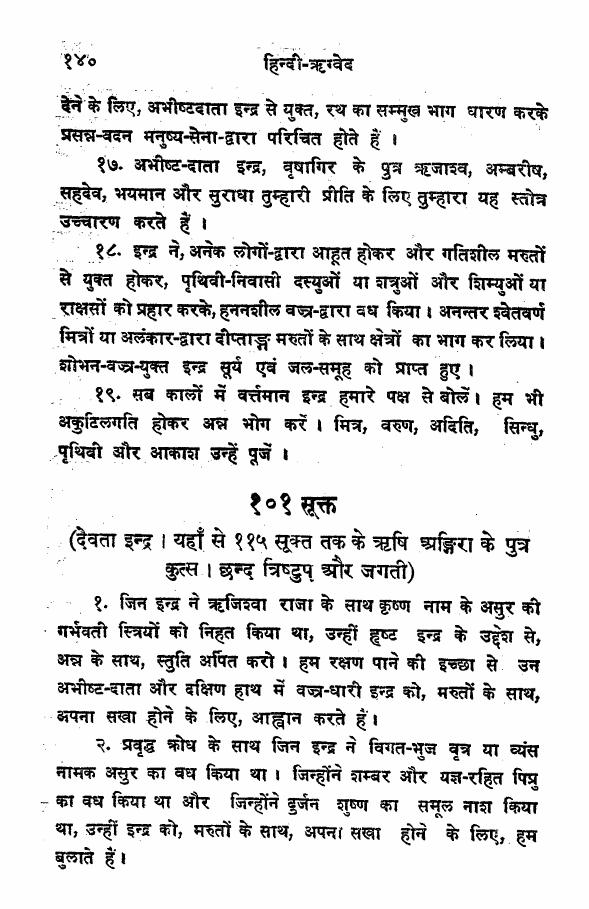 १४०
हिन्दी-ऋग्वेद
देने के लिए, अभीष्टदाता इन्द्र से युक्त, रथ का सम्मुख भाग धारण करके
प्रसन्न-वदन मनुष्य-सेना-द्वारा परिचित होते हैं ।
१७. अभीष्ट-दाता इन्द्र, वृषागिर के पुत्र ऋजाश्व, अम्बरीष,
सहदेव, भयमान और सुराधा तुम्हारी प्रीति के लिए तुम्हारा यह स्तोत्र
उच्चारण करते हैं ।
१८. इन्द्र ने, अनेक लोगों-द्वारा आहूत होकर और गतिशील मरुतों
से युक्त होकर, पृथिवी-निवासी दस्युओं या शत्रुओं और शिम्युओं या
राक्षसों को प्रहार करके, हननशील वज्र-द्वारा वध किया। अनन्तर श्वेतवर्ण
मित्रों या अलंकार-द्वारा दीप्ताङ्ग मरुतों के साथ क्षेत्रों का भाग कर लिया।
शोभन-वज्र-युक्त इन्द्र सूर्य एवं जल-समूह को प्राप्त हुए।
१९. सब कालों में वर्त्तमान इन्द्र हमारे पक्ष से बोलें। हम भी
अकुटिलगति होकर अन्न भोग करें । मित्र, वरुण, अदिति, सिन्धु,
पृथिवी और आकाश उन्हें पूजें ।
१०१ सूक्त
(देवता इन्द्र । यहाँ से ११५ सूक्त तक के ऋषि अङ्गिरा के पुत्र
कुत्स । छन्द त्रिष्टुप् और जगती)
१. जिन इन्द्र ने ऋजिश्वा राजा के साथ कृष्ण नाम के असुर की
गर्भवती स्त्रियों को निहत किया था, उन्हीं हृष्ट इन्द्र के उद्देश से,
अन्न के साथ, स्तुति अर्पित करो । हम रक्षण पाने की इच्छा से उन
अभीष्ट-दाता और दक्षिण हाथ में वज्र-धारी इन्द्र को, मरुतों के साथ,
अपना सखा होने के लिए, आह्वान करते हैं।
२. प्रवृद्ध क्रोध के साथ जिन इन्द्र ने विगत-भुज वृत्र या व्यंस
नामक असुर का वध किया था । जिन्होंने शम्बर और यज्ञ-रहित पिप्रु
का वध किया था और जिन्होंने दुर्जन शुष्ण का समूल नाश किया
था, उन्हीं इन्द्र को, मरुतों के साथ, अपना सखा होने के लिए, हम
बुलाते हैं।